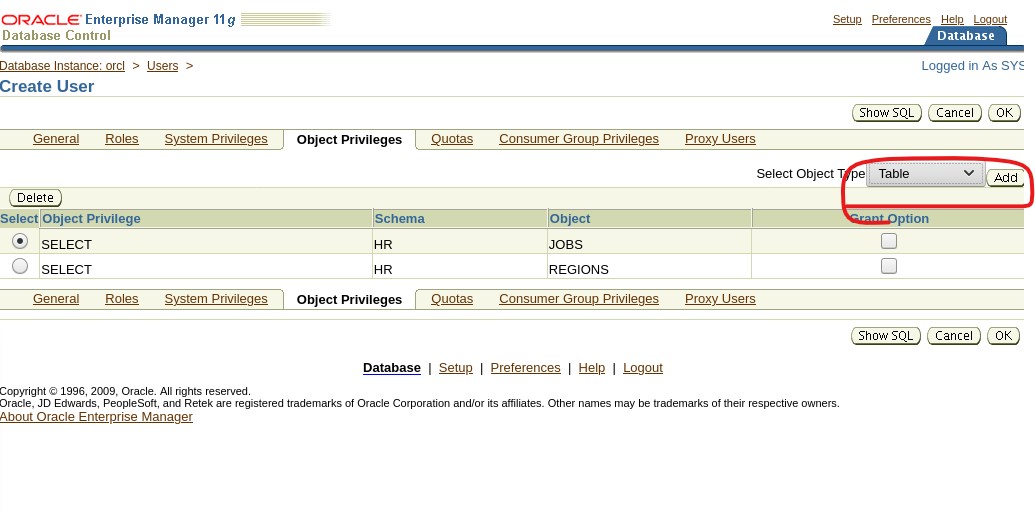 ORACLE Enterprise Manager 11g
Database Control
Setup Preferences Help Logout
Database
Database Instance: orcl > Users >
Logged in As SYS
Create User
Show SQL Cancel OK
General Roles System Privileges Object Privileges Quotas Consumer Group Privileges Proxy Users
Select Object Type Table Add
Delete
Select Object Privilege Schema Object Grant Option
SELECT HR JOBS
SELECT HR REGIONS
General Roles System Privileges Object Privileges Quotas Consumer Group Privileges Proxy Users
Show SQL Cancel OK
Database | Setup | Preferences | Help | Logout
Copyright © 1996, 2009, Oracle. All rights reserved.
Oracle, JD Edwards, PeopleSoft, and Retek are registered trademarks of Oracle Corporation and/or its affiliates. Other names may be trademarks of their respective owners.
About Oracle Enterprise Manager